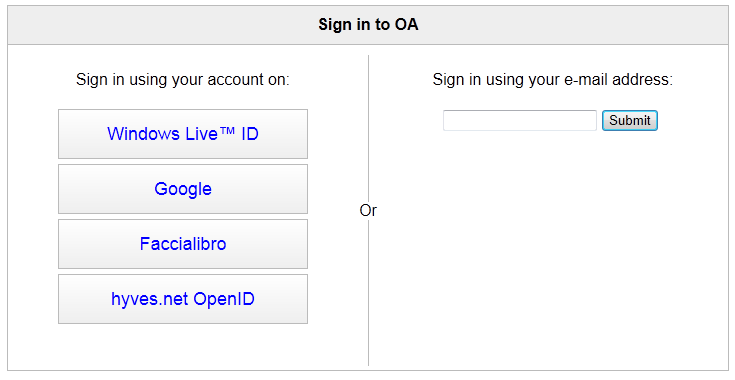 Sign in to OA
Sign in using your account on:
Windows Live™ ID
Google
Faccialibro
hyves.net OpenID
Or
Sign in using your e-mail address:
Submit